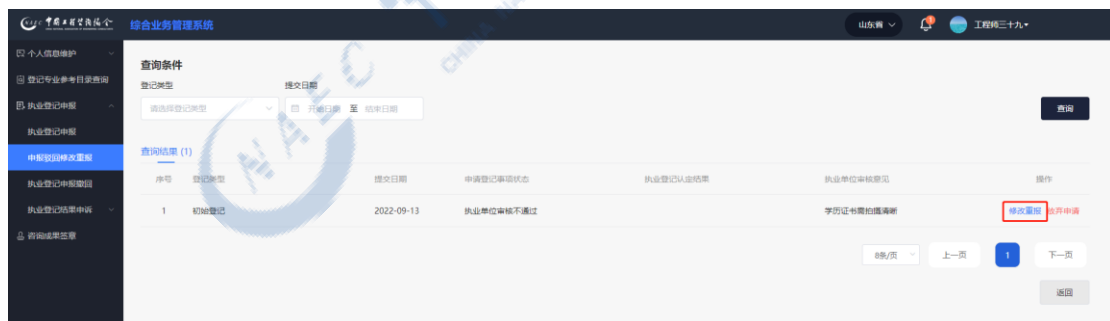 中国工程咨询协会 综合业务管理系统 山东省 工程师三十九
个人信息维护
登记专业参考目录查询
执业登记申报
执业登记申报
申报驳回修改重报
执业登记申报撤回
执业登记结果申诉
咨询成果签章
查询条件
登记类型 提交日期
请选择登记类型 开始日期 至 结束日期 查询
查询结果 (1)
序号 登记类型 提交日期 申请登记事项状态 执业登记认定结果 执业单位审核意见 操作
1 初始登记 2022-09-13 执业单位审核不通过 学历证书需拍摄清晰 修改重报 放弃申请
8条/页 上一页 1 下一页
返回
CNAEC
CHINA NA